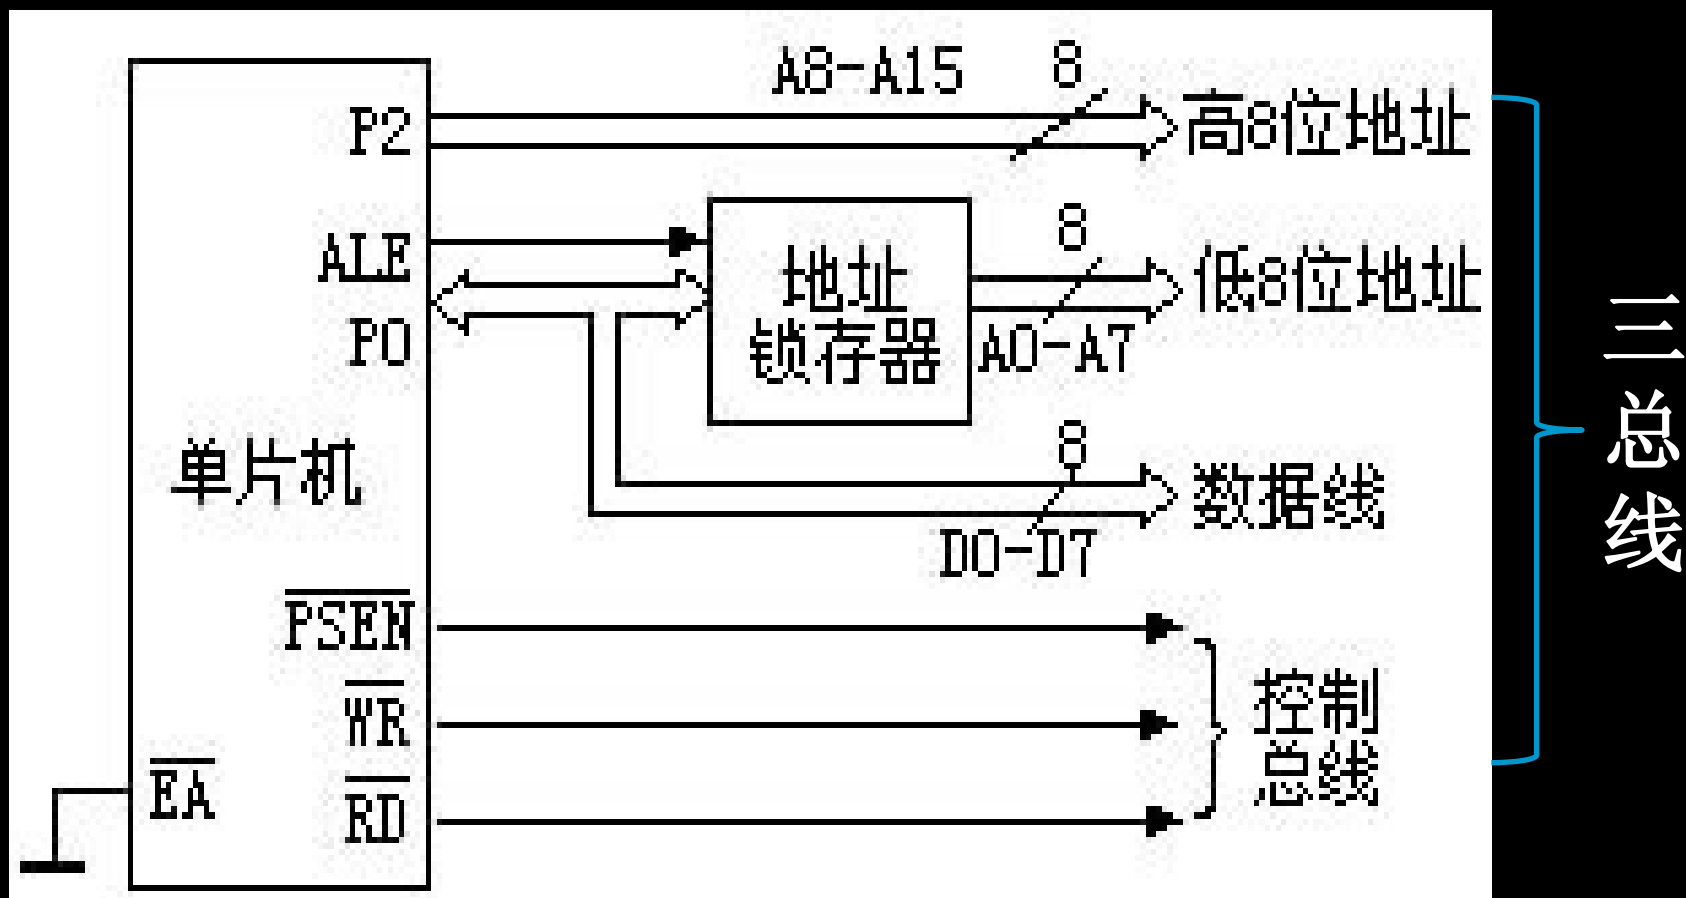 A8-A15
8
P2
高8位地址
ALE
8
地址
锁存器
低8位地址
P0
A0-A7
单片机
8
数据线
D0-D7
PSEN
WR
控制
总线
EA
RD
三
总
线